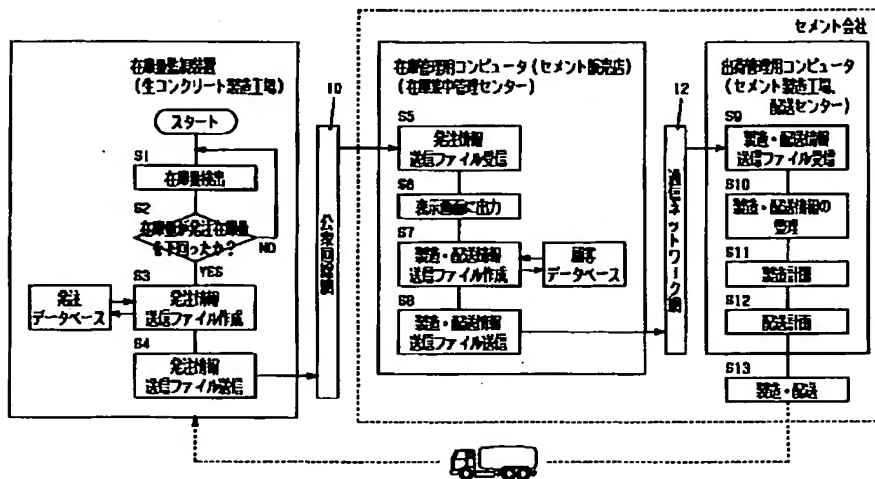 セメント会社
在庫量監視装置
(生コンクリート製造工場)
スタート
S1
在庫量検出
S2
在庫量が発注在庫量
を下回ったか?
NO
YES
S3
発注
データベース
発注情報
送信ファイル作成
S4
発注情報
送信ファイル送信
10
公衆回線網
在庫管理用コンピュータ(セメント販売店)
(在庫集中管理センター)
S5
発注情報
送信ファイル受信
S6
表示画面に出力
S7
製造・配送情報
送信ファイル作成
顧客
データベース
S8
製造・配送情報
送信ファイル送信
12
通信ネットワーク網
出荷管理用コンピュータ
(セメント製造工場、
配送センター)
S9
製造・配送情報
送信ファイル受信
S10
製造・配送情報の
管理
S11
製造計画
S12
配送計画
S13
製造・配送